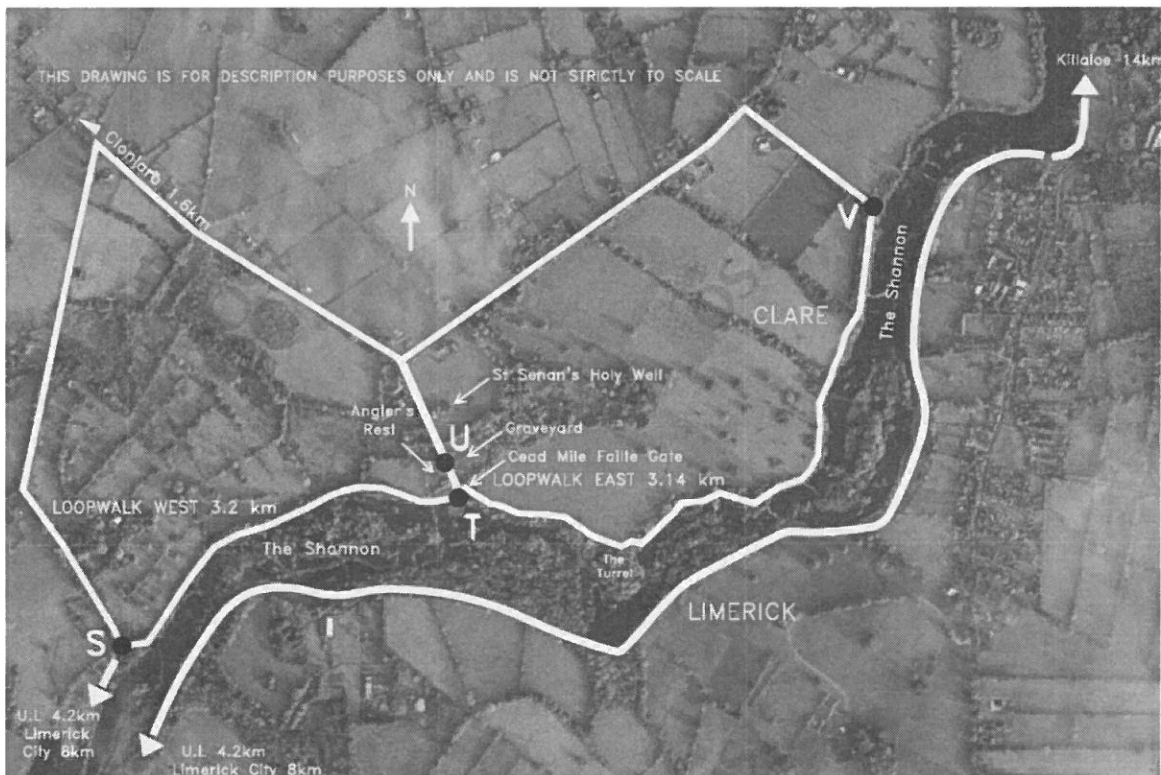 THIS DRAWING IS FOR DESCRIPTION PURPOSES ONLY AND IS NOT STRICTLY TO SCALE
Killaloe 14km
Clonlara 1.6km
N
V
The Shannon
CLARE
St Senan's Holy Well
Angler's
Rest
U
Graveyard
Cead Mile Failte Gate
LOOPWALK EAST 3.14 km
LOOPWALK WEST 3.2 km
T
The Shannon
The
Turret
LIMERICK
S
U.L 4.2km
Limerick
City 8km
U.L 4.2km
Limerick City 8km